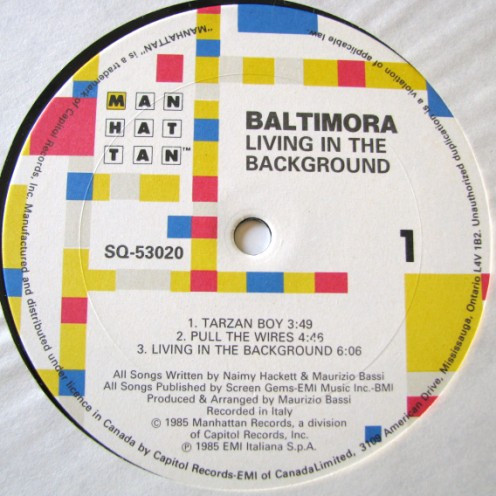 MAN
HAT
TAN™
BALTIMORA
LIVING IN THE
BACKGROUND
SQ-53020
1
1. TARZAN BOY 3:49
2. PULL THE WIRES 4:46
3. LIVING IN THE BACKGROUND 6:06
All Songs Written by Naimy Hackett & Maurizio Bassi
All Songs Published by Screen Gems-EMI Music Inc.-BMI
Produced & Arranged by Maurizio Bassi
Recorded in Italy
© 1985 Manhattan Records, a division
of Capitol Records, Inc.
℗ 1985 EMI Italiana S.p.A.
"MANHATTAN" is a trademark of Capitol Records, Inc. Manufactured and distributed under licence in Canada by Capitol Records-EMI of Canada Limited, 3109 American Drive, Mississauga, Ontario L4V 1B2. Unauthorized duplication is a violation of applicable law.